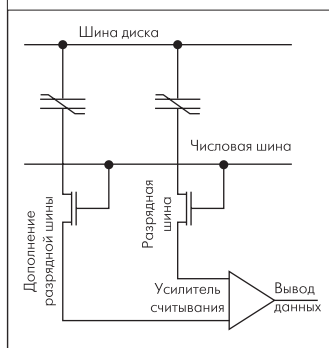 Шина диска
Числовая шина
Дополнение
разрядной шины
Разрядная
шина
Усилитель
считывания
Вывод
данных